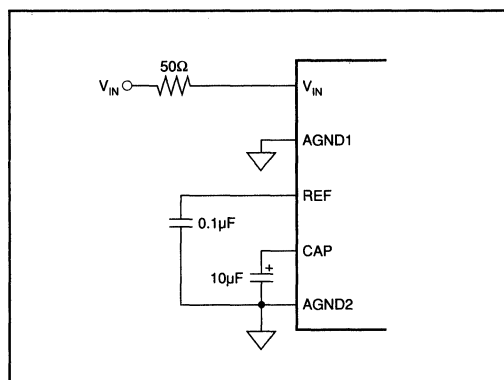 50Ω
V_IN
V_IN
AGND1
REF
0.1µF
CAP
+
10µF
AGND2